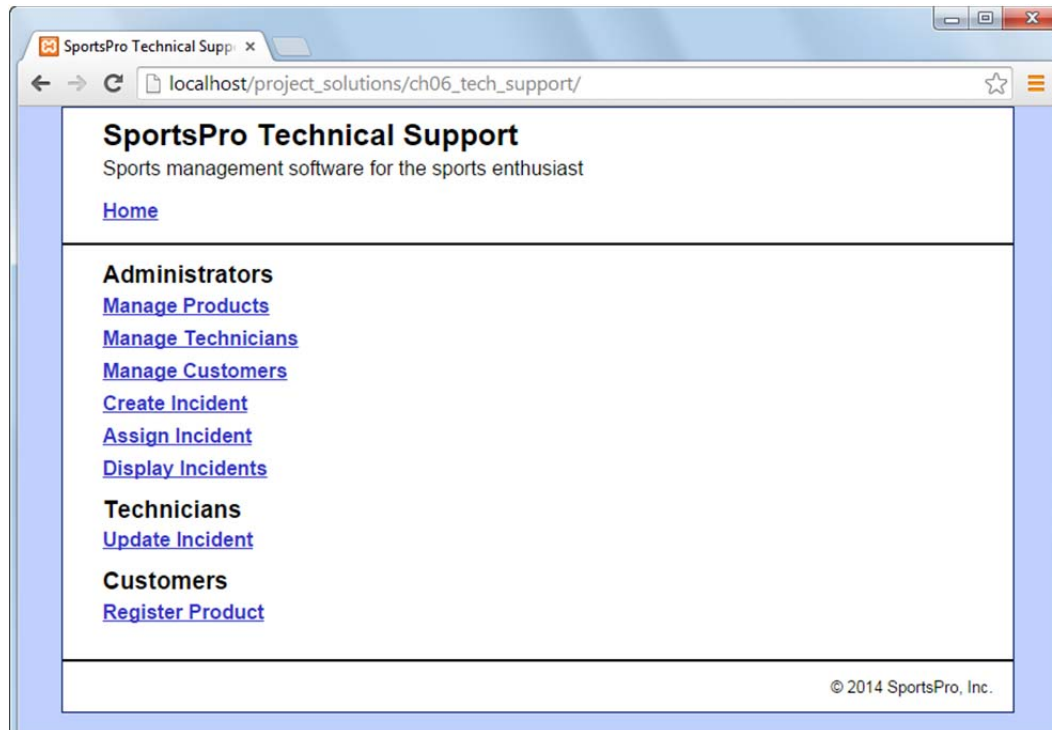 SportsPro Technical Supp
localhost/project_solutions/ch06_tech_support/
SportsPro Technical Support
Sports management software for the sports enthusiast
Home
Administrators
Manage Products
Manage Technicians
Manage Customers
Create Incident
Assign Incident
Display Incidents
Technicians
Update Incident
Customers
Register Product
© 2014 SportsPro, Inc.